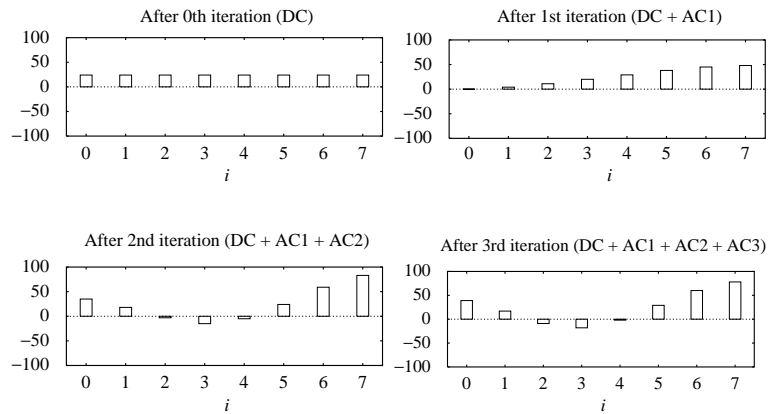 After 0th iteration (DC)
100
50
0
−50
−100
0 1 2 3 4 5 6 7
i
After 1st iteration (DC + AC1)
100
50
0
−50
−100
0 1 2 3 4 5 6 7
i
After 2nd iteration (DC + AC1 + AC2)
100
50
0
−50
−100
0 1 2 3 4 5 6 7
i
After 3rd iteration (DC + AC1 + AC2 + AC3)
100
50
0
−50
−100
0 1 2 3 4 5 6 7
i